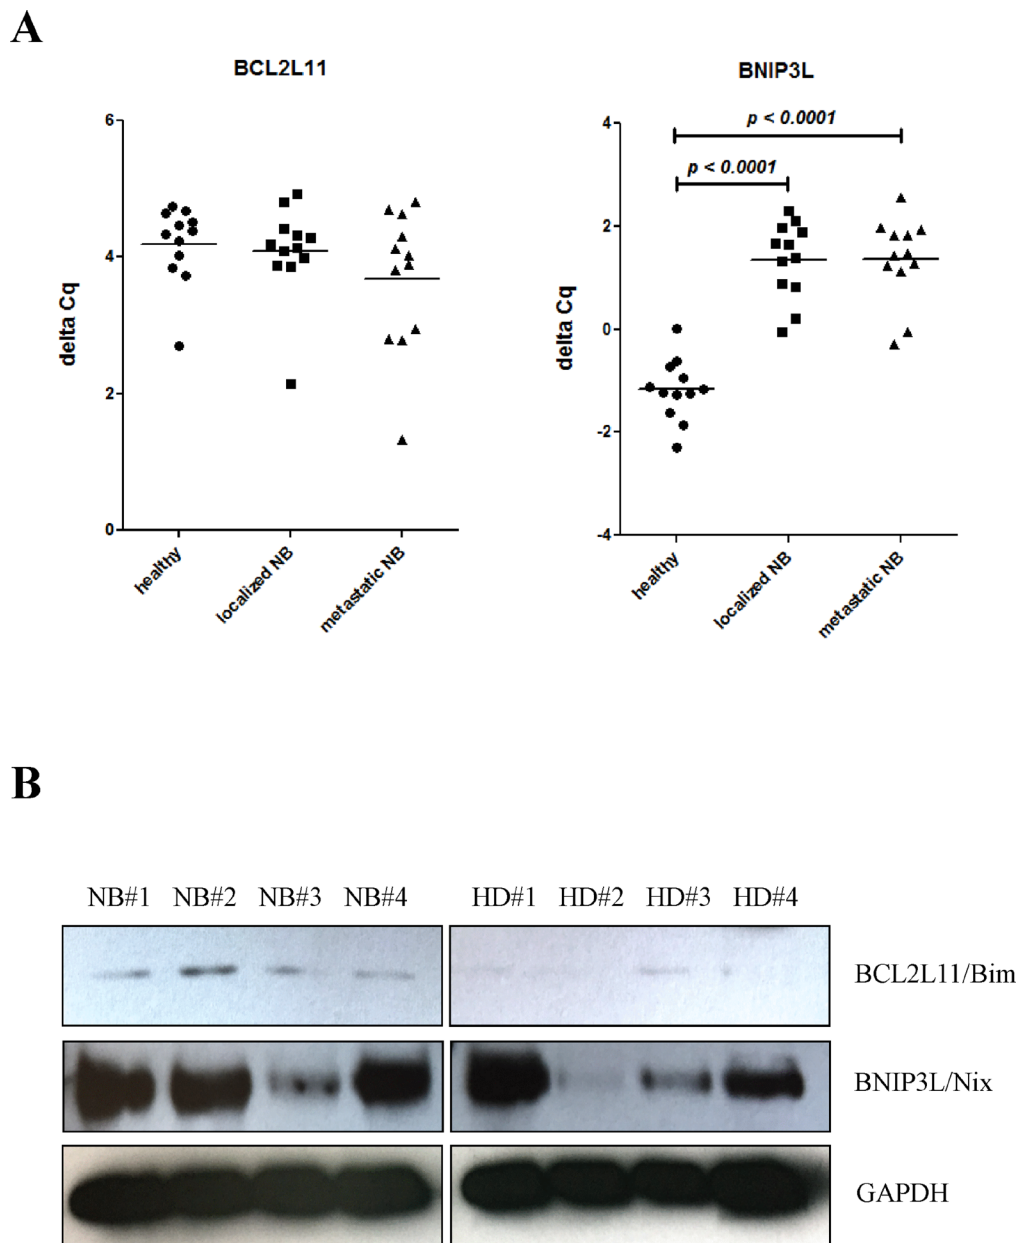 A
BCL2L11
delta Cq
6
4
2
0
healthy
localized NB
metastatic NB
BNIP3L
delta Cq
4
2
0
-2
-4
p < 0.0001
p < 0.0001
healthy
localized NB
metastatic NB
B
NB#1 NB#2 NB#3 NB#4 HD#1 HD#2 HD#3 HD#4
BCL2L11/Bim
BNIP3L/Nix
GAPDH